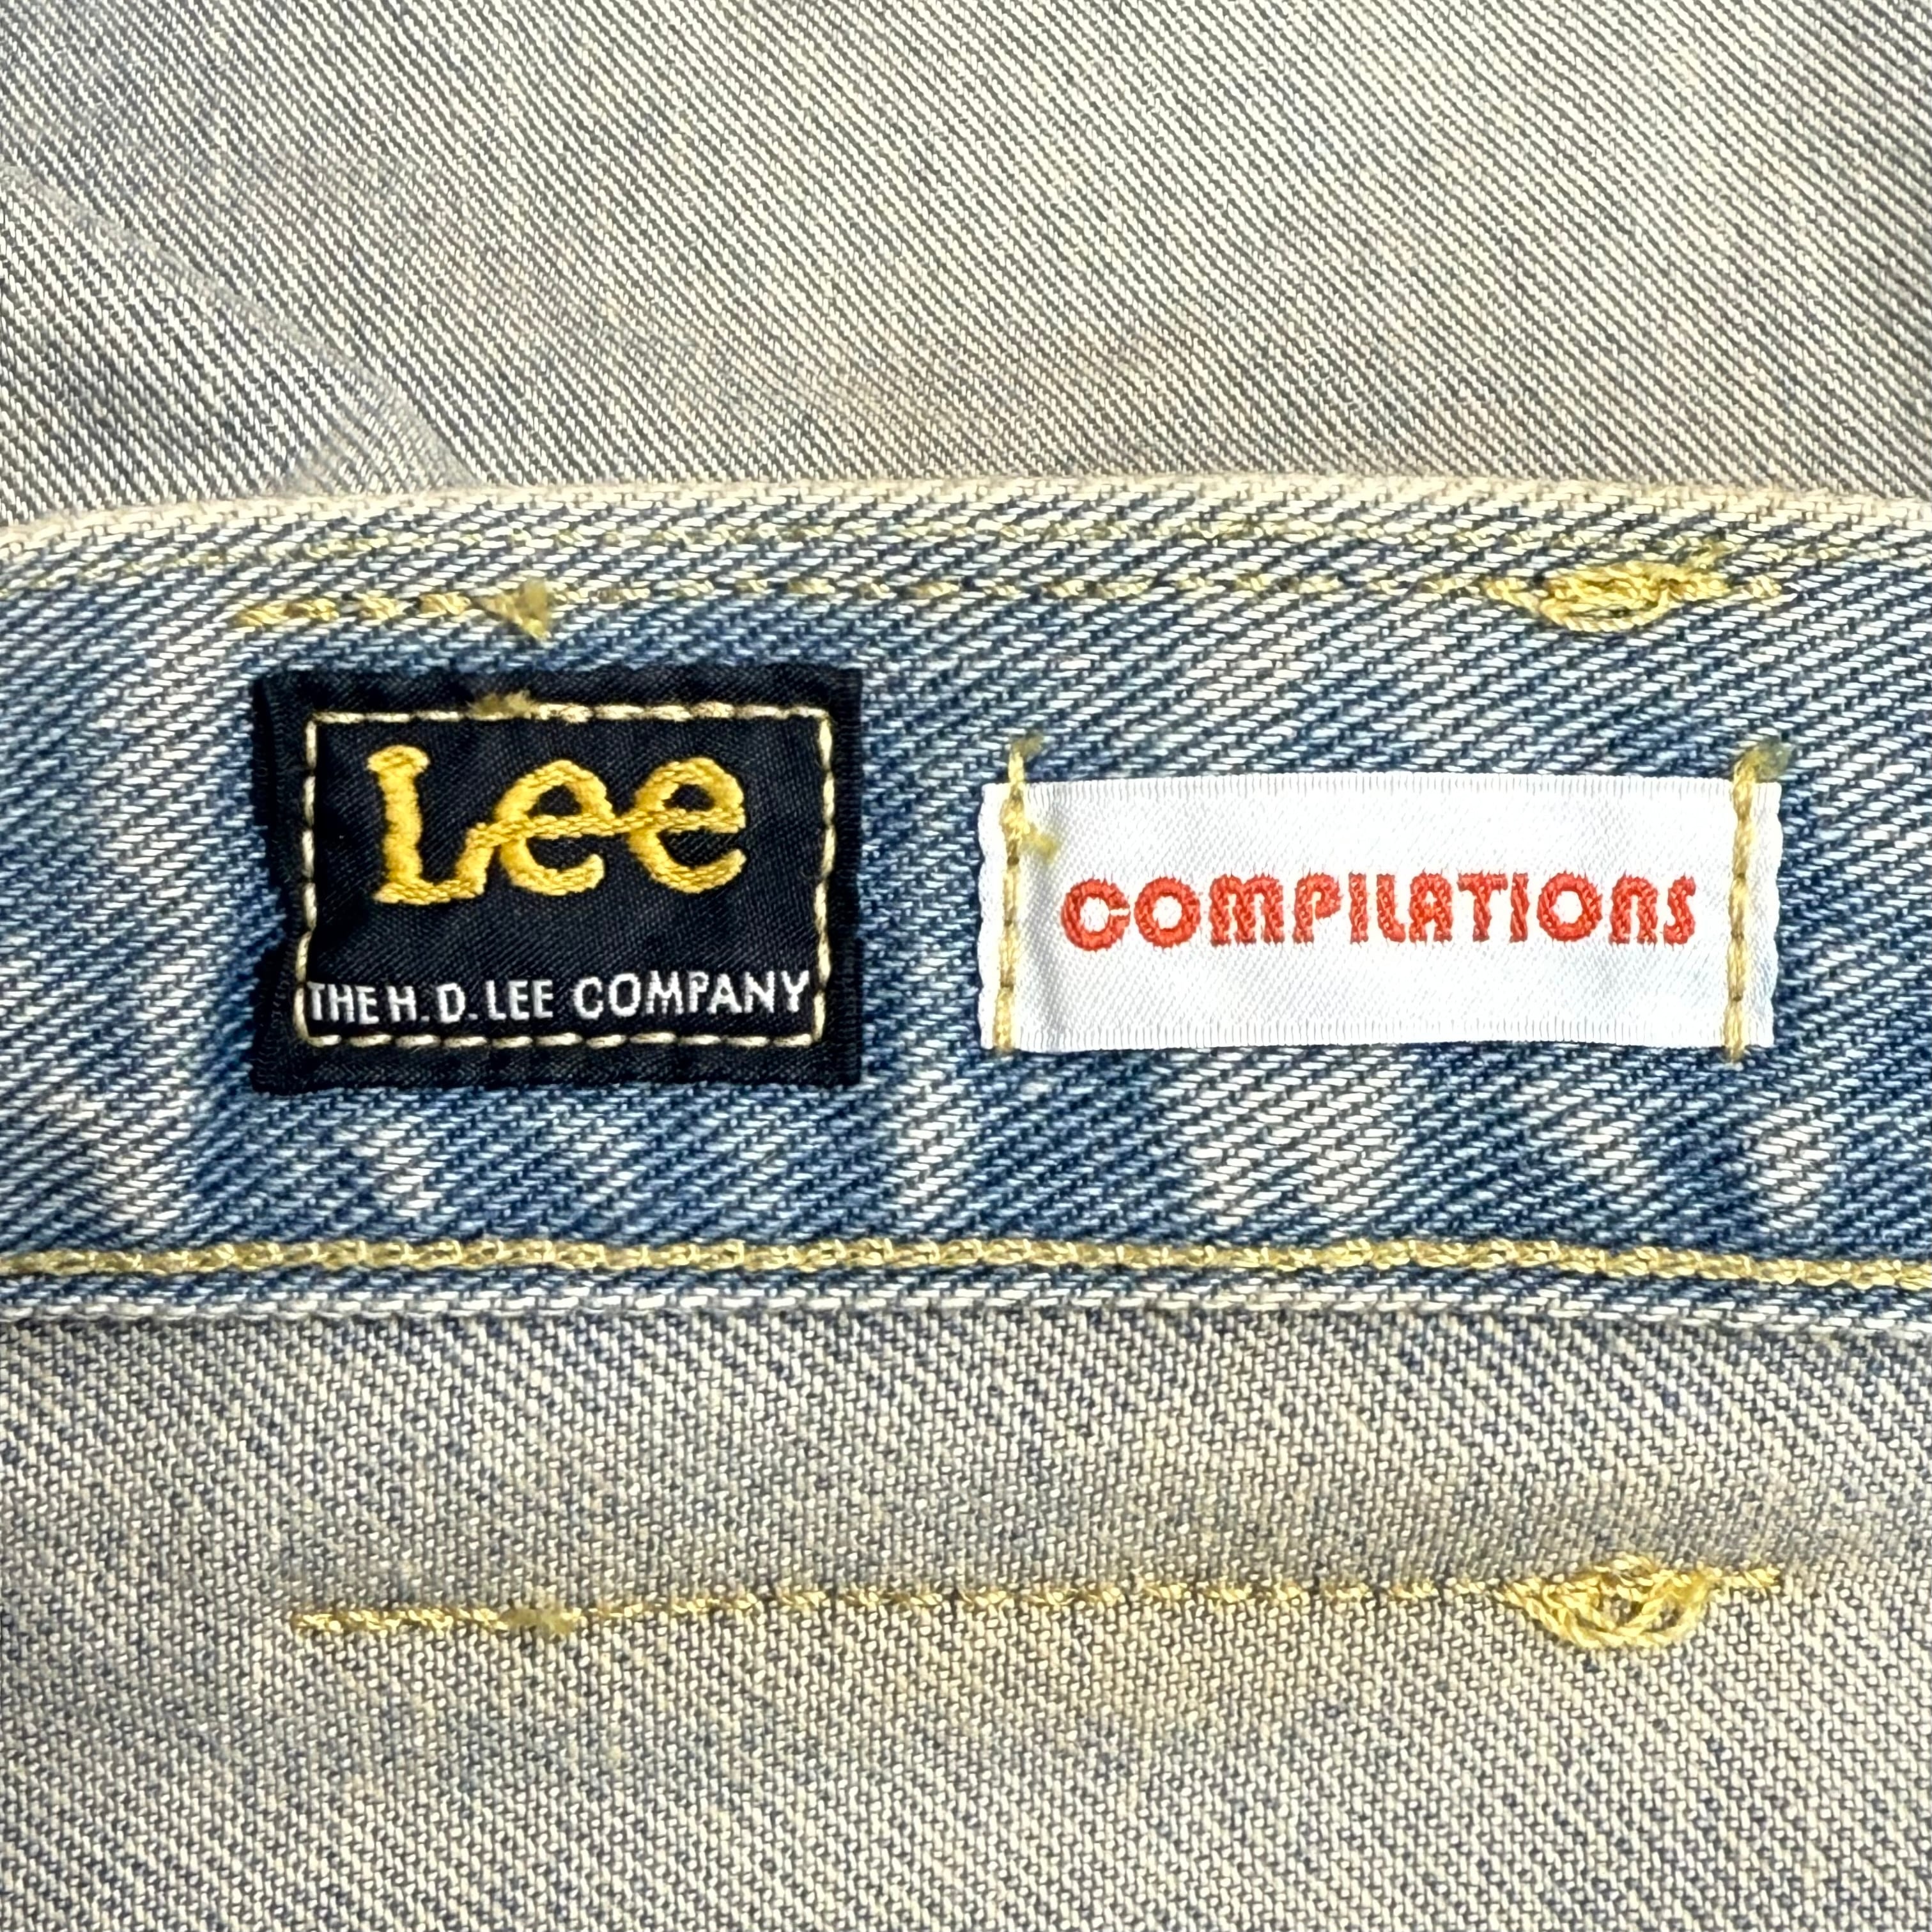 Lee
THE H. D. LEE COMPANY
COMPILATIONS